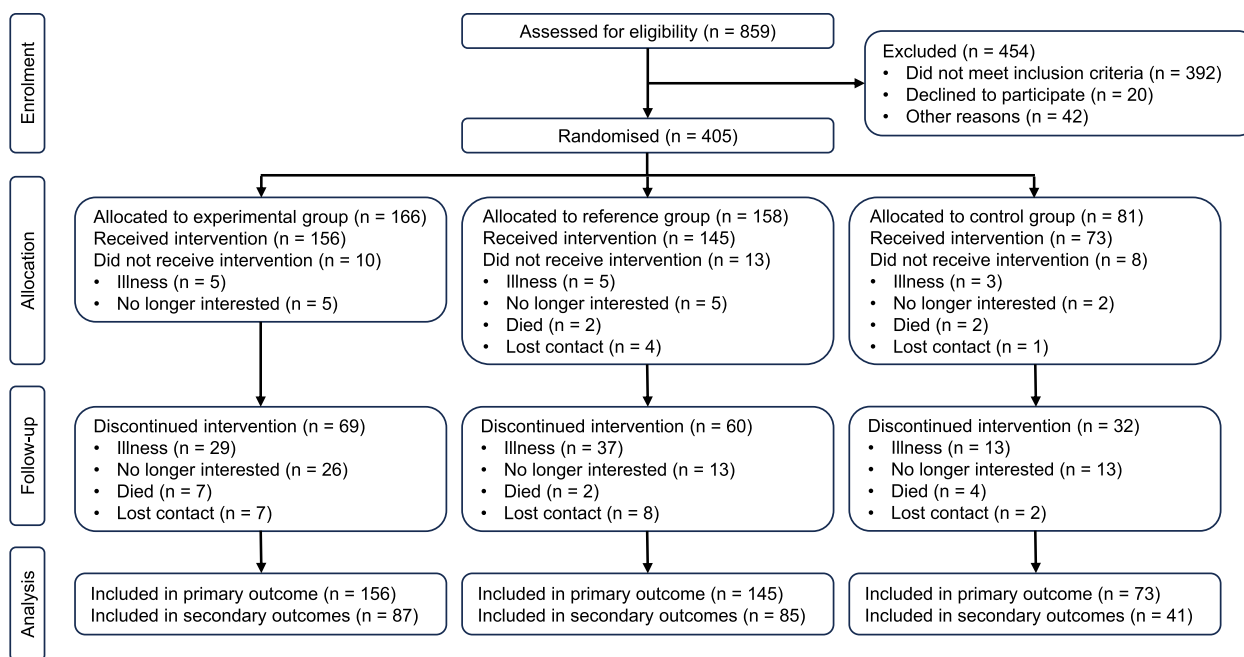 Enrolment
Assessed for eligibility (n = 859)
Excluded (n = 454)
• Did not meet inclusion criteria (n = 392)
• Declined to participate (n = 20)
• Other reasons (n = 42)
Randomised (n = 405)
Allocation
Allocated to experimental group (n = 166)
Received intervention (n = 156)
Did not receive intervention (n = 10)
• Illness (n = 5)
• No longer interested (n = 5)
Allocated to reference group (n = 158)
Received intervention (n = 145)
Did not receive intervention (n = 13)
• Illness (n = 5)
• No longer interested (n = 5)
• Died (n = 2)
• Lost contact (n = 4)
Allocated to control group (n = 81)
Received intervention (n = 73)
Did not receive intervention (n = 8)
• Illness (n = 3)
• No longer interested (n = 2)
• Died (n = 2)
• Lost contact (n = 1)
Follow-up
Discontinued intervention (n = 69)
• Illness (n = 29)
• No longer interested (n = 26)
• Died (n = 7)
• Lost contact (n = 7)
Discontinued intervention (n = 60)
• Illness (n = 37)
• No longer interested (n = 13)
• Died (n = 2)
• Lost contact (n = 8)
Discontinued intervention (n = 32)
• Illness (n = 13)
• No longer interested (n = 13)
• Died (n = 4)
• Lost contact (n = 2)
Analysis
Included in primary outcome (n = 156)
Included in secondary outcomes (n = 87)
Included in primary outcome (n = 145)
Included in secondary outcomes (n = 85)
Included in primary outcome (n = 73)
Included in secondary outcomes (n = 41)